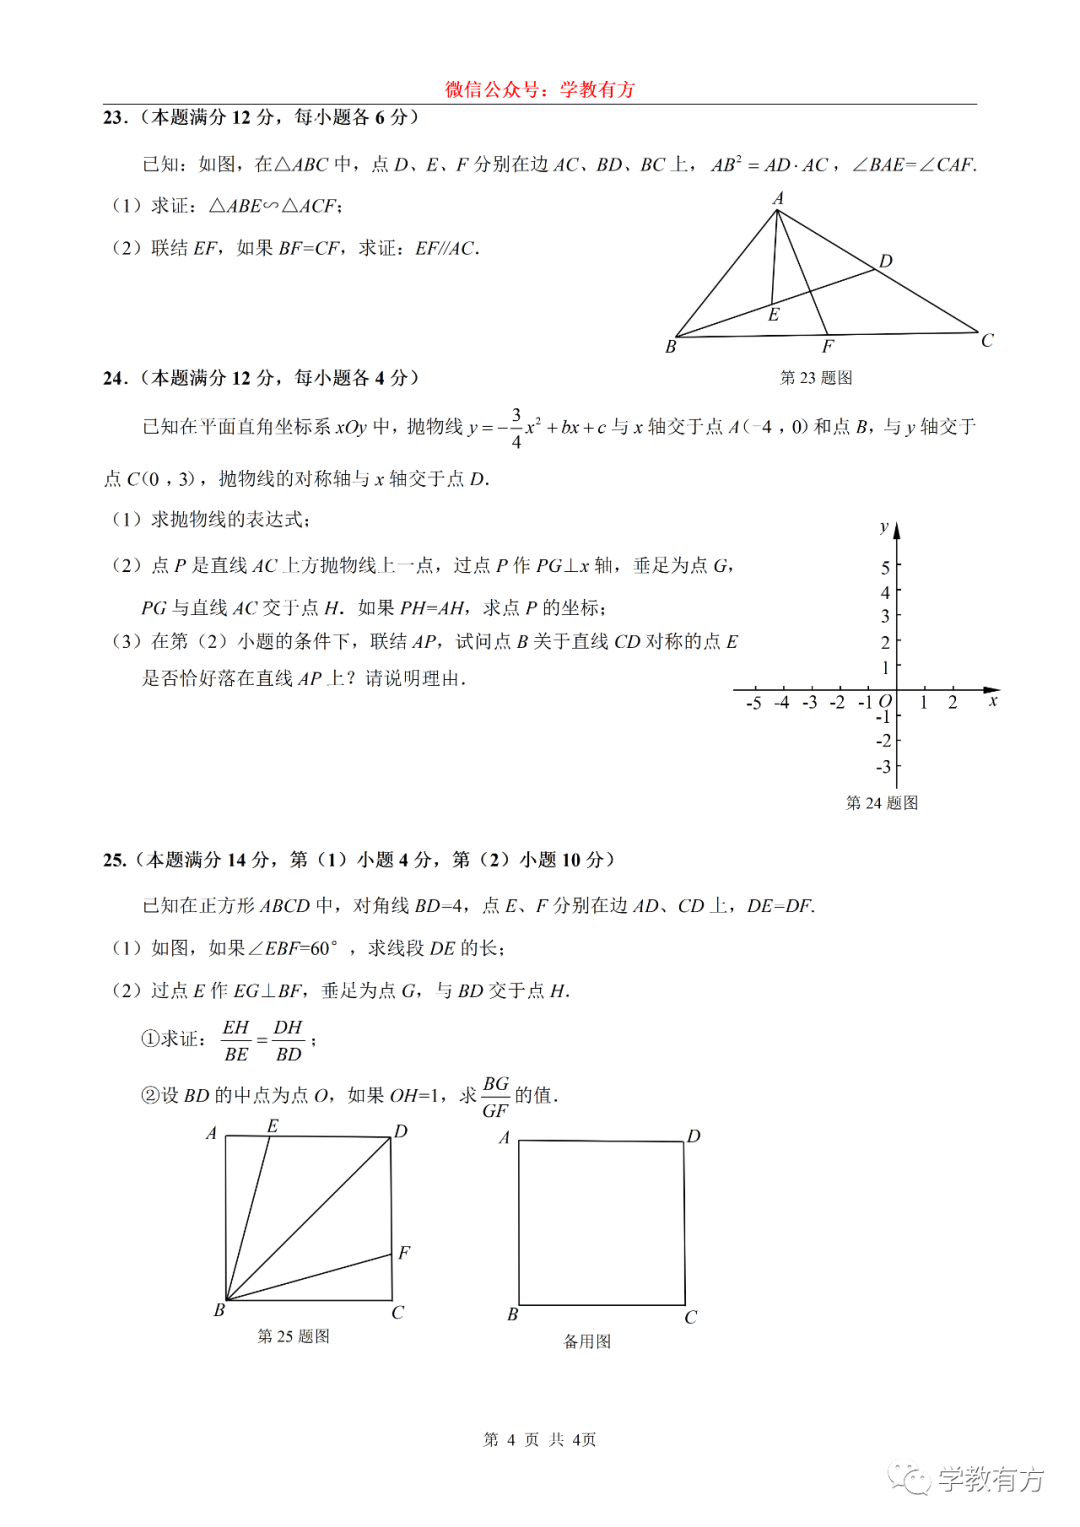 微信公众号：学教有方
23.（本题满分 12 分，每小题各 6 分）
已知：如图，在△ABC 中，点 D、E、F 分别在边 AC、BD、BC 上，AB² = AD · AC，∠BAE=∠CAF.
（1）求证：△ABE∽△ACF；
（2）联结 EF，如果 BF=CF，求证：EF//AC.
A
D
E
B
F
C
第 23 题图
24.（本题满分 12 分，每小题各 4 分）
已知在平面直角坐标系 xOy 中，抛物线 y = −3/4 x² + bx + c 与 x 轴交于点 A（-4，0）和点 B，与 y 轴交于
点 C（0，3），抛物线的对称轴与 x 轴交于点 D.
（1）求抛物线的表达式；
（2）点 P 是直线 AC 上方抛物线上一点，过点 P 作 PG⊥x 轴，垂足为点 G，
PG 与直线 AC 交于点 H. 如果 PH=AH，求点 P 的坐标；
（3）在第（2）小题的条件下，联结 AP，试问点 B 关于直线 CD 对称的点 E
是否恰好落在直线 AP 上？请说明理由.
y
5
4
3
2
1
-5 -4 -3 -2 -1 O 1 2 x
-1
-2
-3
第 24 题图
25.（本题满分 14 分，第（1）小题 4 分，第（2）小题 10 分）
已知在正方形 ABCD 中，对角线 BD=4，点 E、F 分别在边 AD、CD 上，DE=DF.
（1）如图，如果∠EBF=60°，求线段 DE 的长；
（2）过点 E 作 EG⊥BF，垂足为点 G，与 BD 交于点 H.
①求证：EH/BE = DH/BD；
②设 BD 的中点为点 O，如果 OH=1，求 BG/GF 的值.
A E D
F
B C
第 25 题图
A D
B C
备用图
第 4 页 共 4页
学教有方